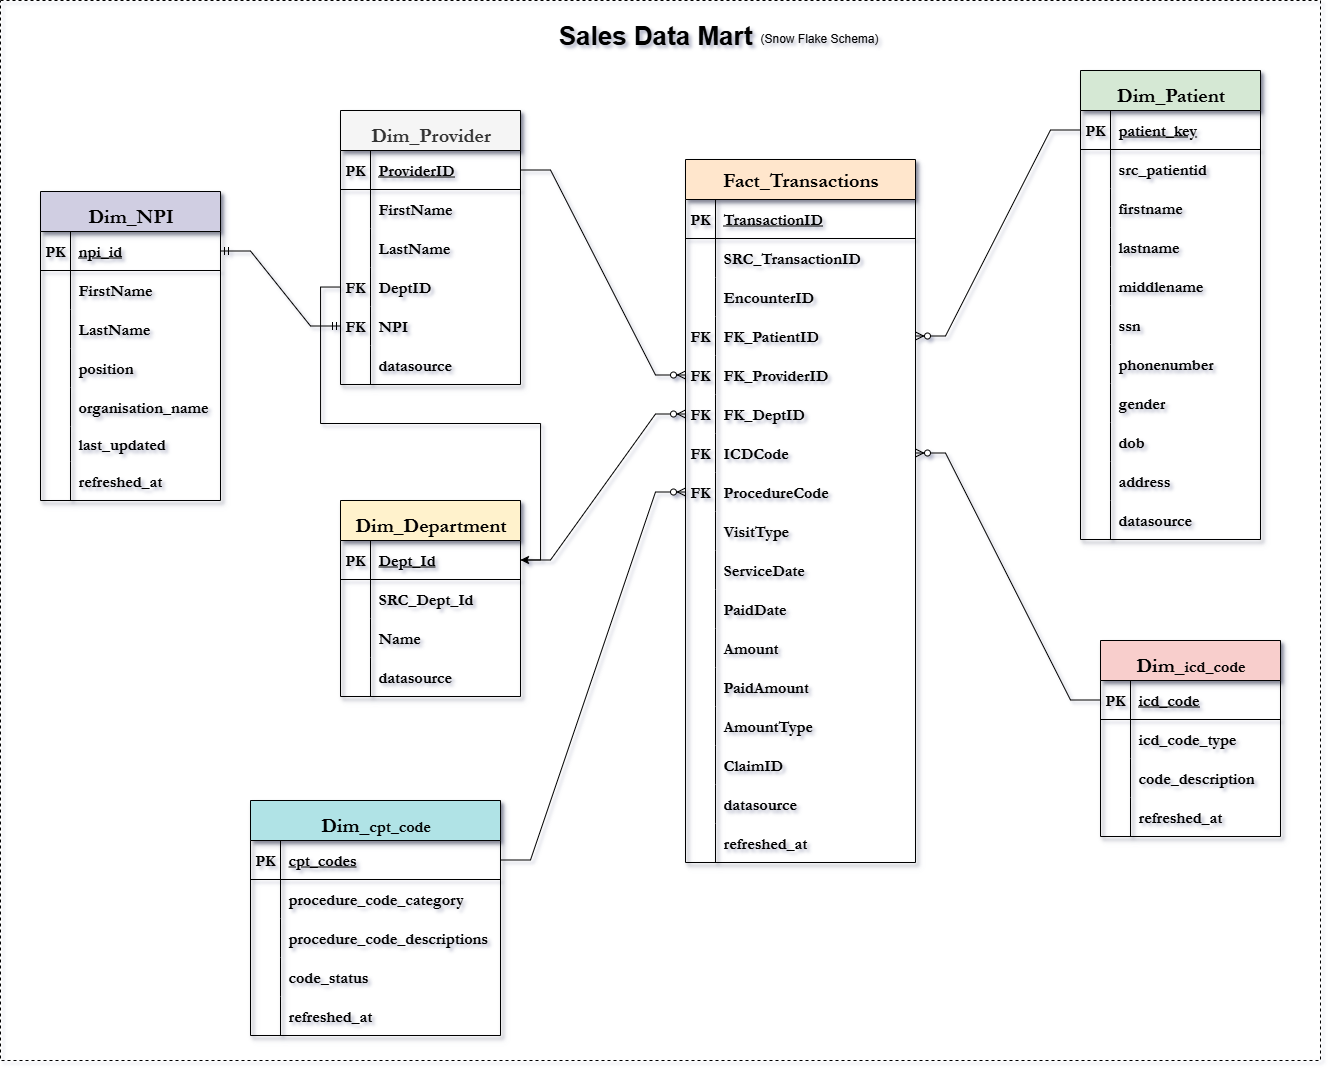 Sales Data Mart (Snow Flake Schema)
Dim_NPI
PK npi_id
FirstName
LastName
position
organisation_name
last_updated
refreshed_at
Dim_Provider
PK ProviderID
FirstName
LastName
FK DeptID
FK NPI
datasource
Dim_Department
PK Dept_Id
SRC_Dept_Id
Name
datasource
Dim_cpt_code
PK cpt_codes
procedure_code_category
procedure_code_descriptions
code_status
refreshed_at
Fact_Transactions
PK TransactionID
SRC_TransactionID
EncounterID
FK FK_PatientID
FK FK_ProviderID
FK FK_DeptID
FK ICDCode
FK ProcedureCode
VisitType
ServiceDate
PaidDate
Amount
PaidAmount
AmountType
ClaimID
datasource
refreshed_at
Dim_Patient
PK patient_key
src_patientid
firstname
lastname
middlename
ssn
phonenumber
gender
dob
address
datasource
Dim_icd_code
PK icd_code
icd_code_type
code_description
refreshed_at